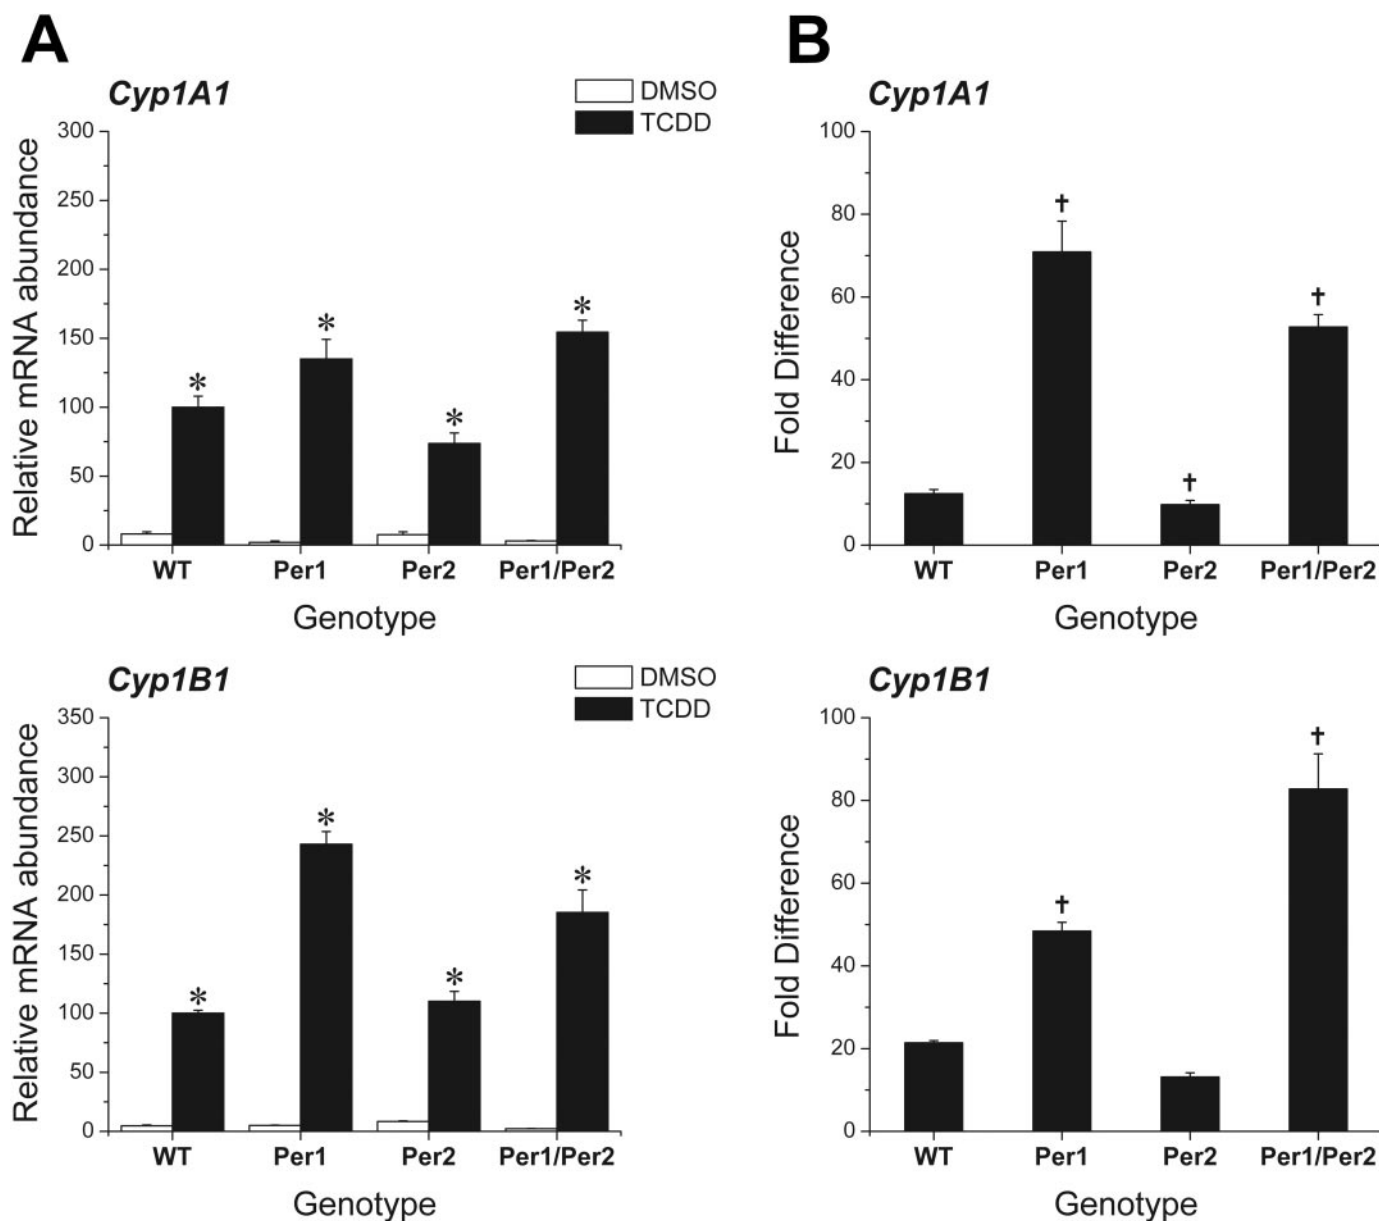 A
Cyp1A1
DMSO
TCDD
Relative mRNA abundance
300
250
200
150
100
50
0
*
*
*
*
WT Per1 Per2 Per1/Per2
Genotype
B
Cyp1A1
Fold Difference
100
80
60
40
20
0
†
†
†
WT Per1 Per2 Per1/Per2
Genotype
Cyp1B1
DMSO
TCDD
Relative mRNA abundance
350
300
250
200
150
100
50
0
*
*
*
*
WT Per1 Per2 Per1/Per2
Genotype
Cyp1B1
Fold Difference
100
80
60
40
20
0
†
†
WT Per1 Per2 Per1/Per2
Genotype